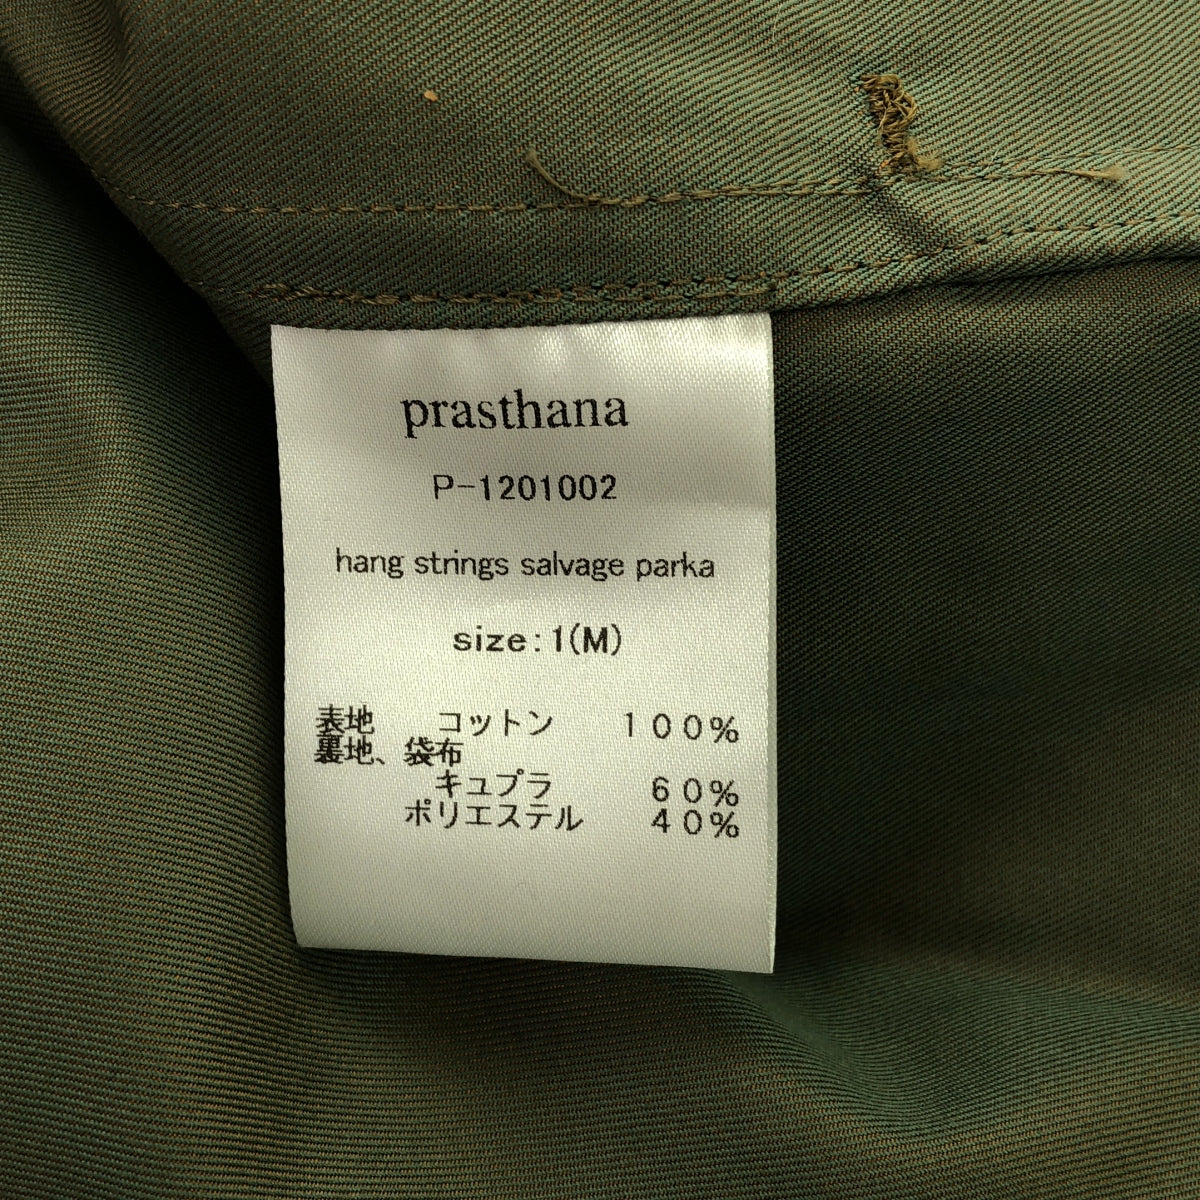 prasthana
P-1201002
hang strings salvage parka
size:1(M)
表地 コットン 100%
裏地、袋布
キュプラ 60%
ポリエステル 40%